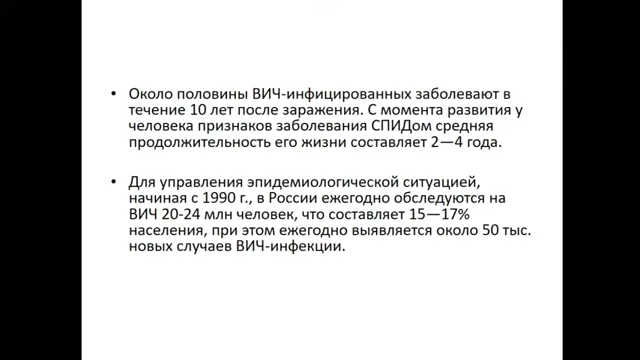 • Около половины ВИЧ-инфицированных заболевают в
течение 10 лет после заражения. С момента развития у
человека признаков заболевания СПИДом средняя
продолжительность его жизни составляет 2—4 года.
• Для управления эпидемиологической ситуацией,
начиная с 1990 г., в России ежегодно обследуются на
ВИЧ 20-24 млн человек, что составляет 15—17%
населения, при этом ежегодно выявляется около 50 тыс.
новых случаев ВИЧ-инфекции.